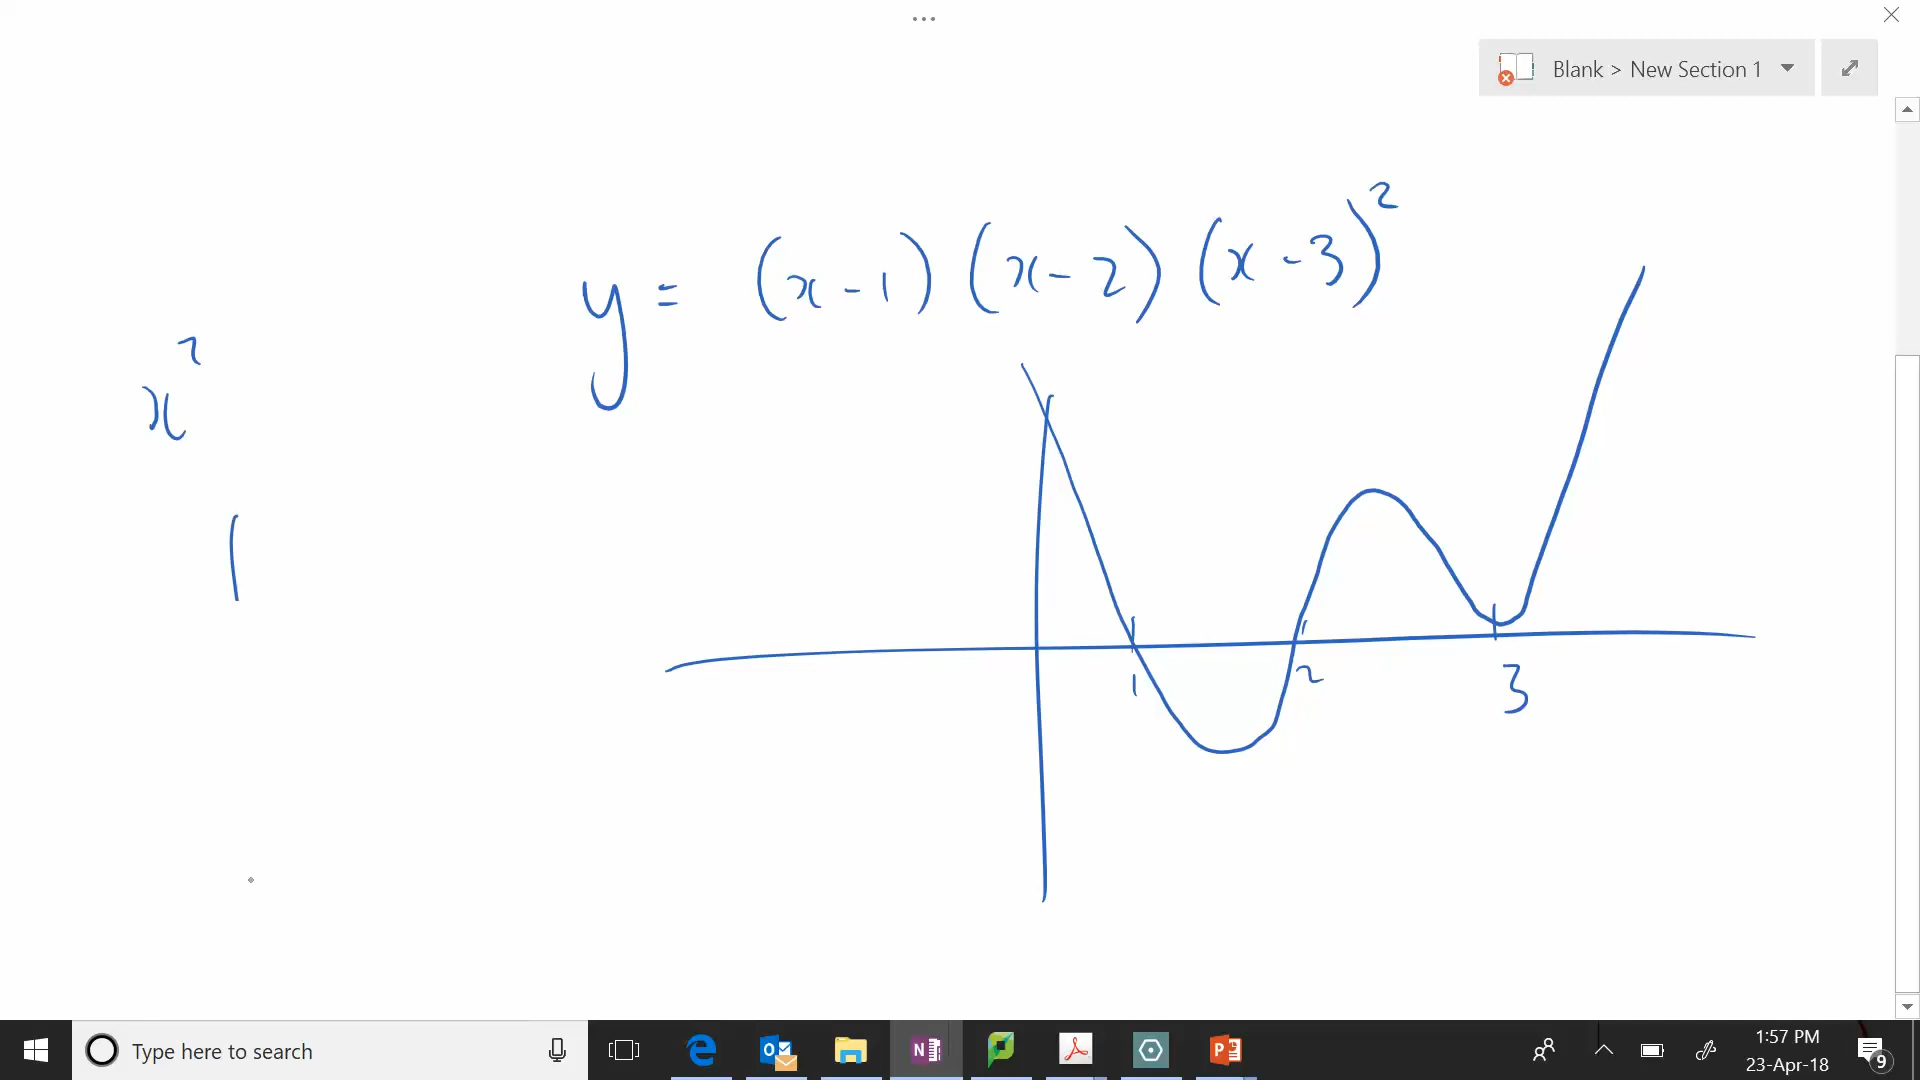 Blank > New Section 1
y = (x - 1) (x - 2) (x - 3)²
x²
1 2 3
Type here to search
1:57 PM
23-Apr-18
9